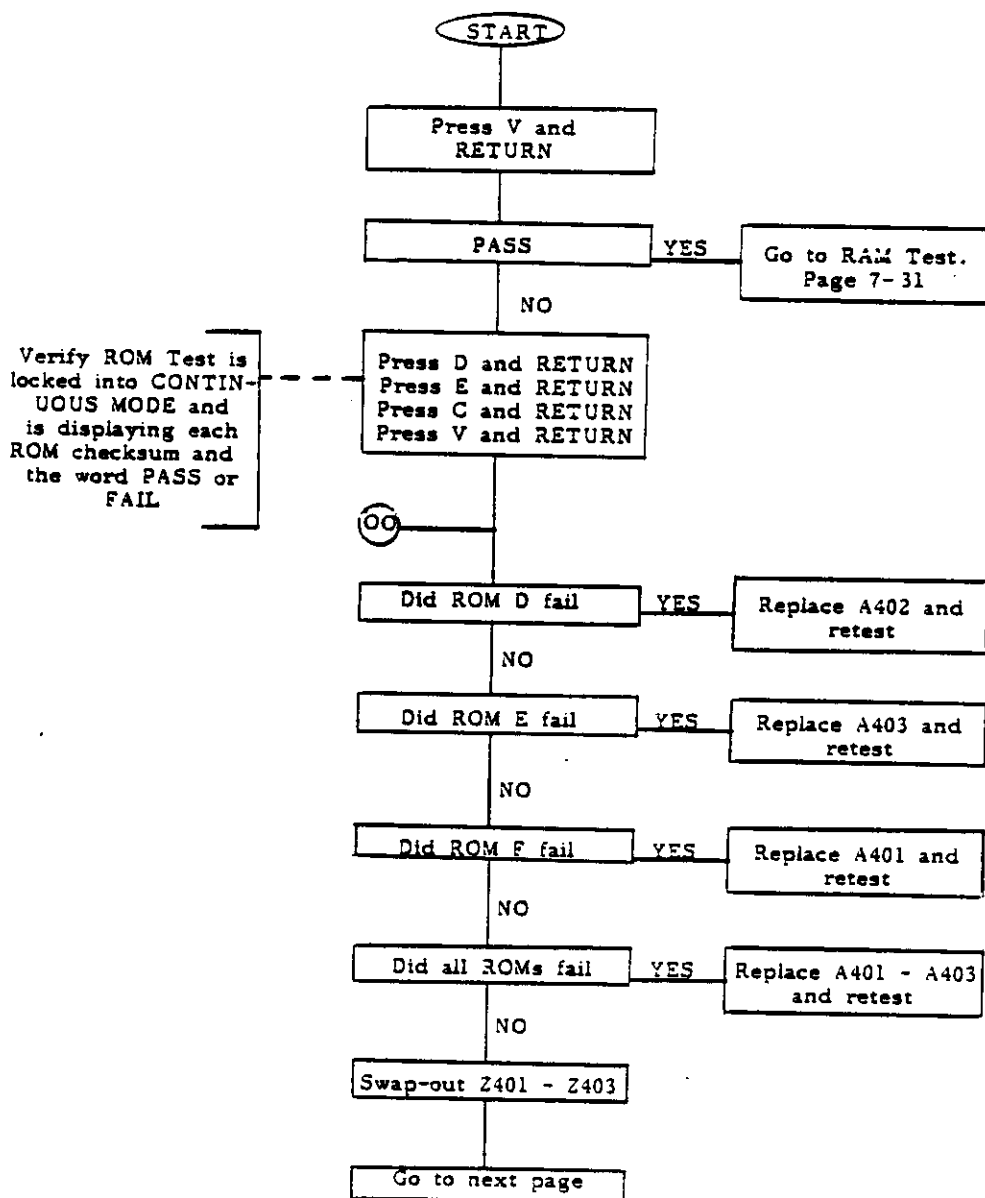 START
Press V and
RETURN
PASS
YES
Go to RAM Test.
Page 7-31
NO
Verify ROM Test is
locked into CONTIN-
UOUS MODE and
is displaying each
ROM checksum and
the word PASS or
FAIL
Press D and RETURN
Press E and RETURN
Press C and RETURN
Press V and RETURN
OO
Did ROM D fail
YES
Replace A402 and
retest
NO
Did ROM E fail
YES
Replace A403 and
retest
NO
Did ROM F fail
YES
Replace A401 and
retest
NO
Did all ROMs fail
YES
Replace A401 - A403
and retest
NO
Swap-out Z401 - Z403
Go to next page